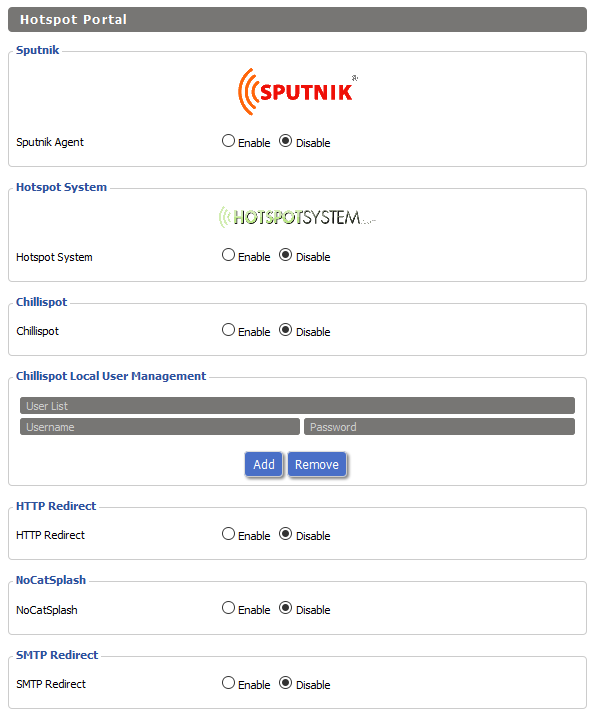 Hotspot Portal
Sputnik
SPUTNIK
Sputnik Agent Enable Disable
Hotspot System
HOTSPOTSYSTEM
Hotspot System Enable Disable
Chillispot
Chillispot Enable Disable
Chillispot Local User Management
User List
Username Password
Add Remove
HTTP Redirect
HTTP Redirect Enable Disable
NoCatSplash
NoCatSplash Enable Disable
SMTP Redirect
SMTP Redirect Enable Disable